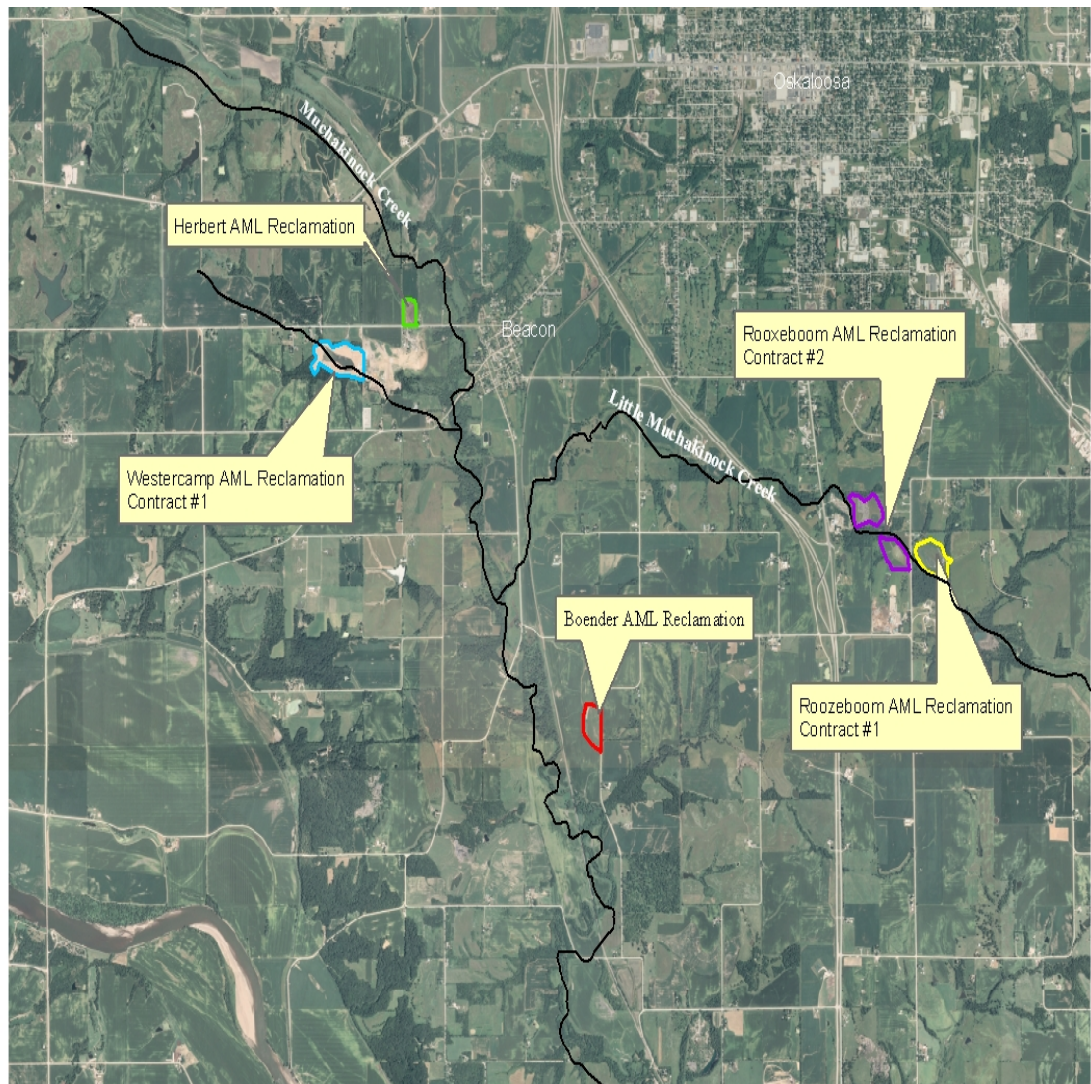 Oskaloosa
Muchakinock Creek
Herbert AML Reclamation
Beacon
Rooxeboom AML Reclamation
Contract #2
Little Muchakinock Creek
Westercamp AML Reclamation
Contract #1
Boender AML Reclamation
Roozeboom AML Reclamation
Contract #1